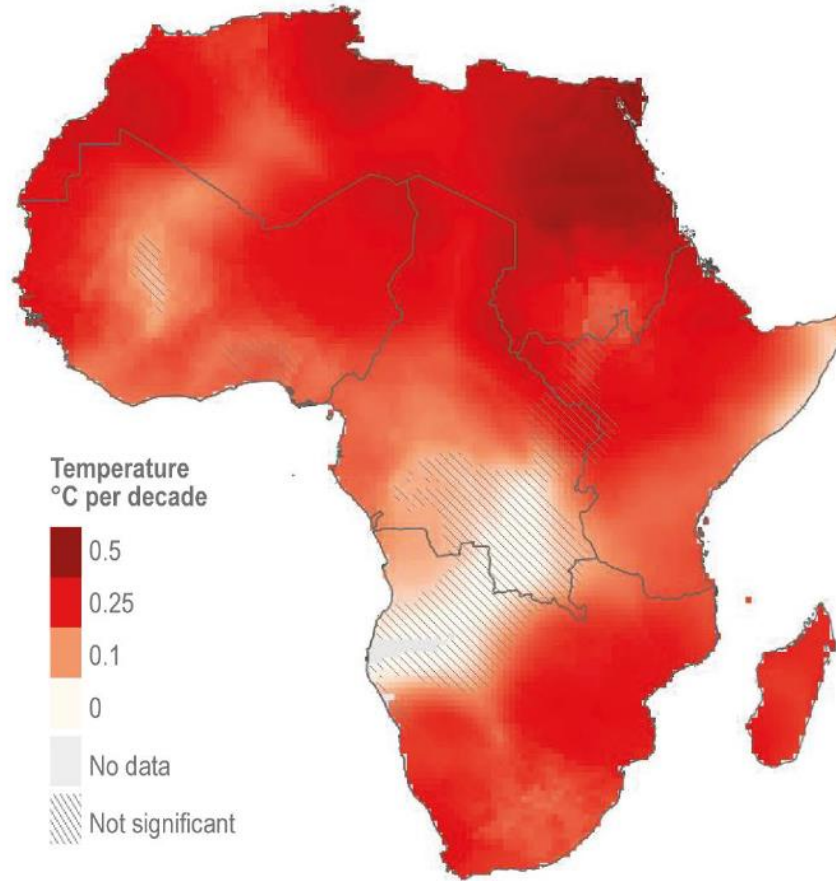 Temperature
°C per decade
0.5
0.25
0.1
0
No data
Not significant